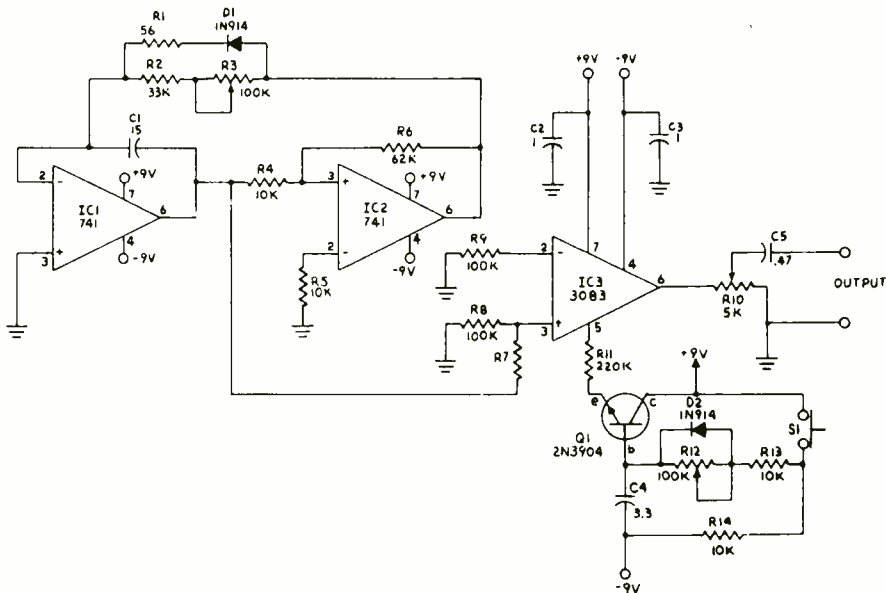 R1
56
D1
1N914
R2
33K
R3
100K
C1
.15
R6
62K
R4
10K
2
-
+9V
7
IC1
741
6
4
-9V
+
3
3
+
+9V
7
IC2
741
6
4
-9V
2
-
R5
10K
+9V
-9V
C2
1
C3
1
R9
100K
2
-
7
4
IC3
3083
6
R8
100K
3
+
5
R7
C5
.47
R10
5K
OUTPUT
R11
220K
+9V
e
c
D2
1N914
S1
Q1
2N3904
b
R12
100K
R13
10K
C4
3.3
R14
10K
-9V